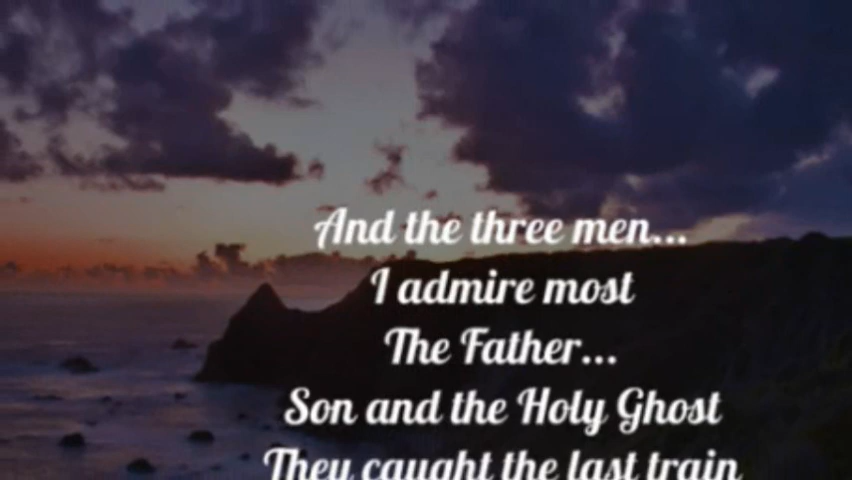 And the three men...
I admire most
The Father...
Son and the Holy Ghost
They caught the last train